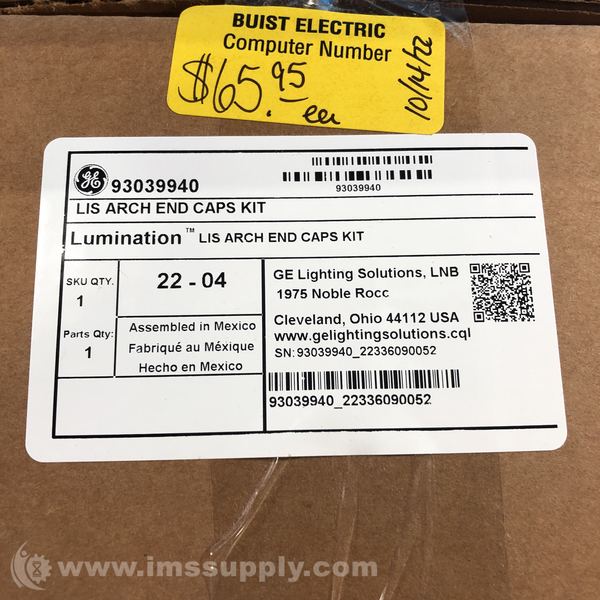 BUIST ELECTRIC
Computer Number
$65.95
ea
10/14/22
GE
93039940
93039940
LIS ARCH END CAPS KIT
Lumination™ LIS ARCH END CAPS KIT
SKU QTY.
1
22 - 04
Parts Qty:
1
Assembled in Mexico
Fabriqué au Méxique
Hecho en Mexico
GE Lighting Solutions, LNB
1975 Noble Rocc
Cleveland, Ohio 44112 USA
www.gelightingsolutions.cql
SN: 93039940_22336090052
93039940_22336090052
www.imssupply.com